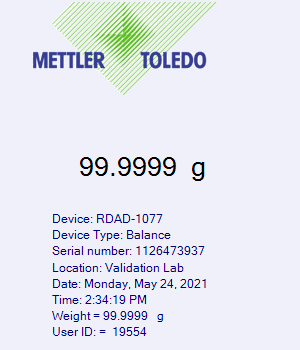 METTLER TOLEDO
99.9999 g
Device: RDAD-1077
Device Type: Balance
Serial number: 1126473937
Location: Validation Lab
Date: Monday, May 24, 2021
Time: 2:34:19 PM
Weight = 99.9999 g
User ID: = 19554